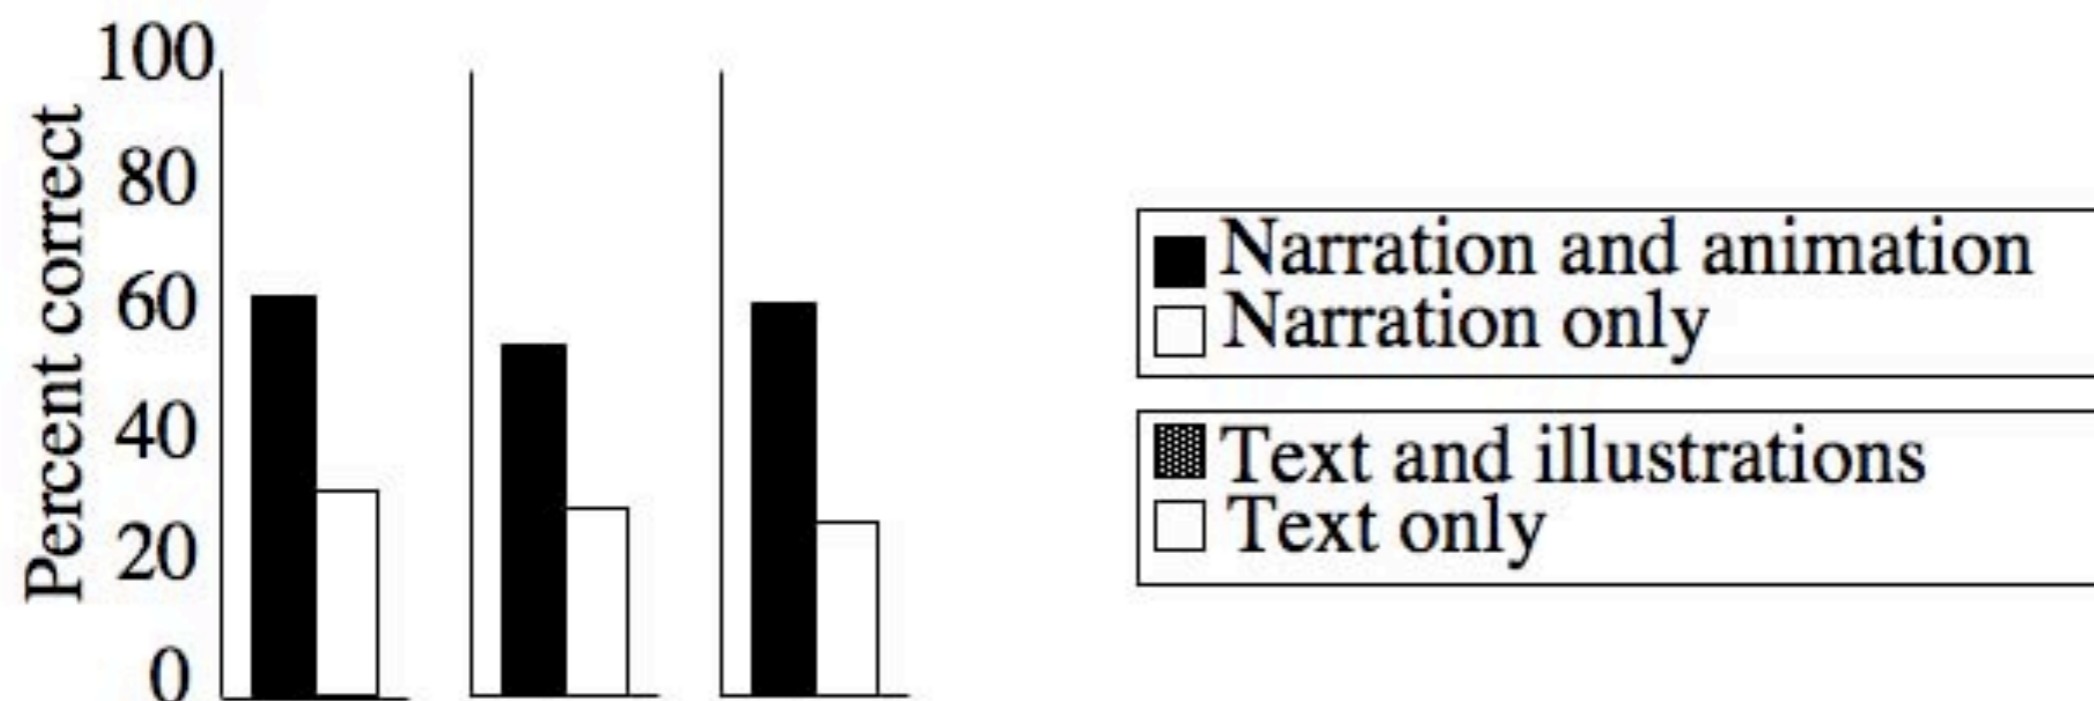 Percent correct
100
80
60
40
20
0
Narration and animation
Narration only
Text and illustrations
Text only